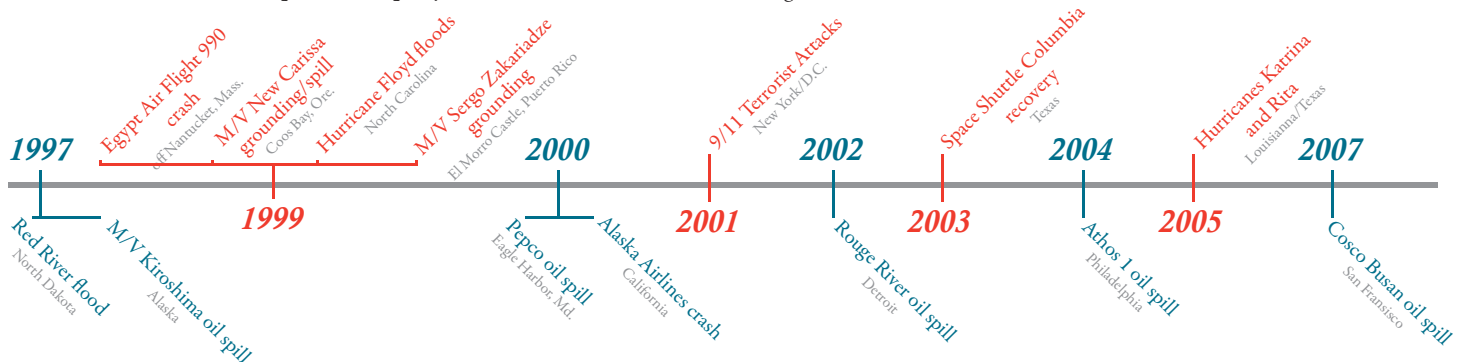 Egypt Air Flight 990
crash
off Nantucket, Mass.
M/V New Carissa
grounding/spill
Coos Bay, Ore.
Hurricane Floyd floods
North Carolina
M/V Sergo Zakariadze
grounding
El Morro Castle, Puerto Rico
9/11 Terrorist Attacks
New York/D.C.
Space Shuttle Columbia
recovery
Texas
Hurricanes Katrina
and Rita
Louisianna/Texas
1997
2000
2002
2004
2007
1999
2001
2003
2005
Red River flood
North Dakota
M/V Kiroshima oil spill
Alaska
Pepco oil spill
Eagle Harbor, Md.
Alaska Airlines crash
California
Rouge River oil spill
Detroit
Athos 1 oil spill
Philadelphia
Cosco Busan oil spill
San Fransisco